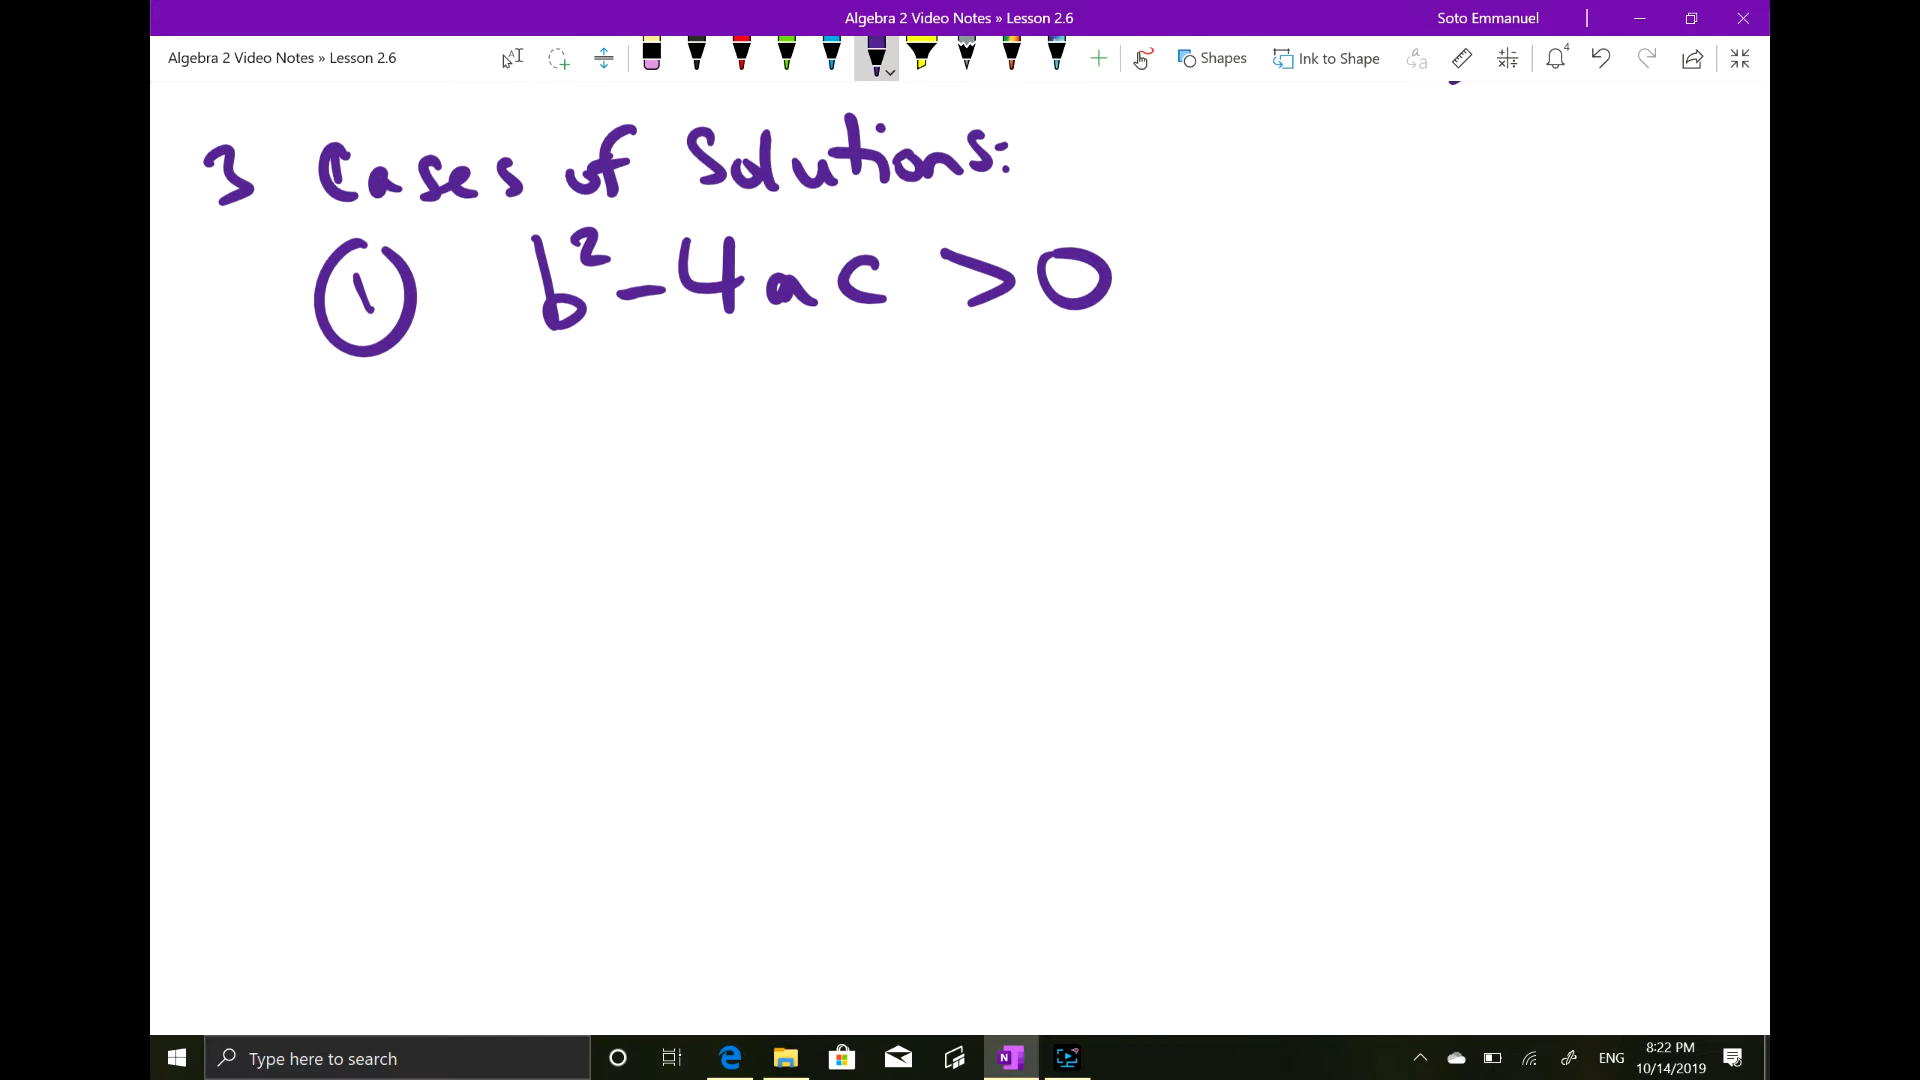 Algebra 2 Video Notes » Lesson 2.6
Soto Emmanuel
Algebra 2 Video Notes » Lesson 2.6
Shapes
Ink to Shape
4
3 Cases of Solutions:
① b²-4ac >0
Type here to search
ENG
8:22 PM
10/14/2019